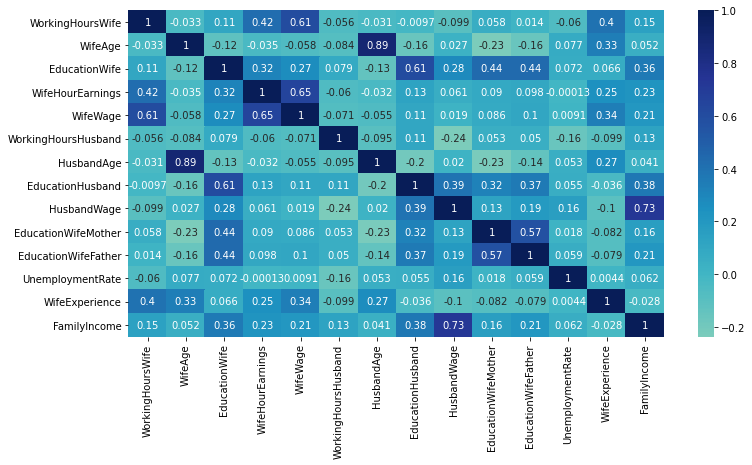 WorkingHoursWife 1 -0.033 0.11 0.42 0.61 -0.056 -0.031 -0.0097 -0.099 0.058 0.014 -0.06 0.4 0.15
WifeAge -0.033 1 -0.12 -0.035 -0.058 -0.084 0.89 -0.16 0.027 -0.23 -0.16 0.077 0.33 0.052
EducationWife 0.11 -0.12 1 0.32 0.27 0.079 -0.13 0.61 0.28 0.44 0.44 0.072 0.066 0.36
WifeHourEarnings 0.42 -0.035 0.32 1 0.65 -0.06 -0.032 0.13 0.061 0.09 0.098 -0.00013 0.25 0.23
WifeWage 0.61 -0.058 0.27 0.65 1 -0.071 -0.055 0.11 0.019 0.086 0.1 0.0091 0.34 0.21
WorkingHoursHusband -0.056 -0.084 0.079 -0.06 -0.071 1 -0.095 0.11 -0.24 0.053 0.05 -0.16 -0.099 0.13
HusbandAge -0.031 0.89 -0.13 -0.032 -0.055 -0.095 1 -0.2 0.02 -0.23 -0.14 0.053 0.27 0.041
EducationHusband -0.0097 -0.16 0.61 0.13 0.11 0.11 -0.2 1 0.39 0.32 0.37 0.055 -0.036 0.38
HusbandWage -0.099 0.027 0.28 0.061 0.019 -0.24 0.02 0.39 1 0.13 0.19 0.16 -0.1 0.73
EducationWifeMother 0.058 -0.23 0.44 0.09 0.086 0.053 -0.23 0.32 0.13 1 0.57 0.018 -0.082 0.16
EducationWifeFather 0.014 -0.16 0.44 0.098 0.1 0.05 -0.14 0.37 0.19 0.57 1 0.059 -0.079 0.21
UnemploymentRate -0.06 0.077 0.072 -0.00013 0.0091 -0.16 0.053 0.055 0.16 0.018 0.059 1 0.0044 0.062
WifeExperience 0.4 0.33 0.066 0.25 0.34 -0.099 0.27 -0.036 -0.1 -0.082 -0.079 0.0044 1 -0.028
FamilyIncome 0.15 0.052 0.36 0.23 0.21 0.13 0.041 0.38 0.73 0.16 0.21 0.062 -0.028 1
WorkingHoursWife
WifeAge
EducationWife
WifeHourEarnings
WifeWage
WorkingHoursHusband
HusbandAge
EducationHusband
HusbandWage
EducationWifeMother
EducationWifeFather
UnemploymentRate
WifeExperience
FamilyIncome
1.0
0.8
0.6
0.4
0.2
0.0
−0.2